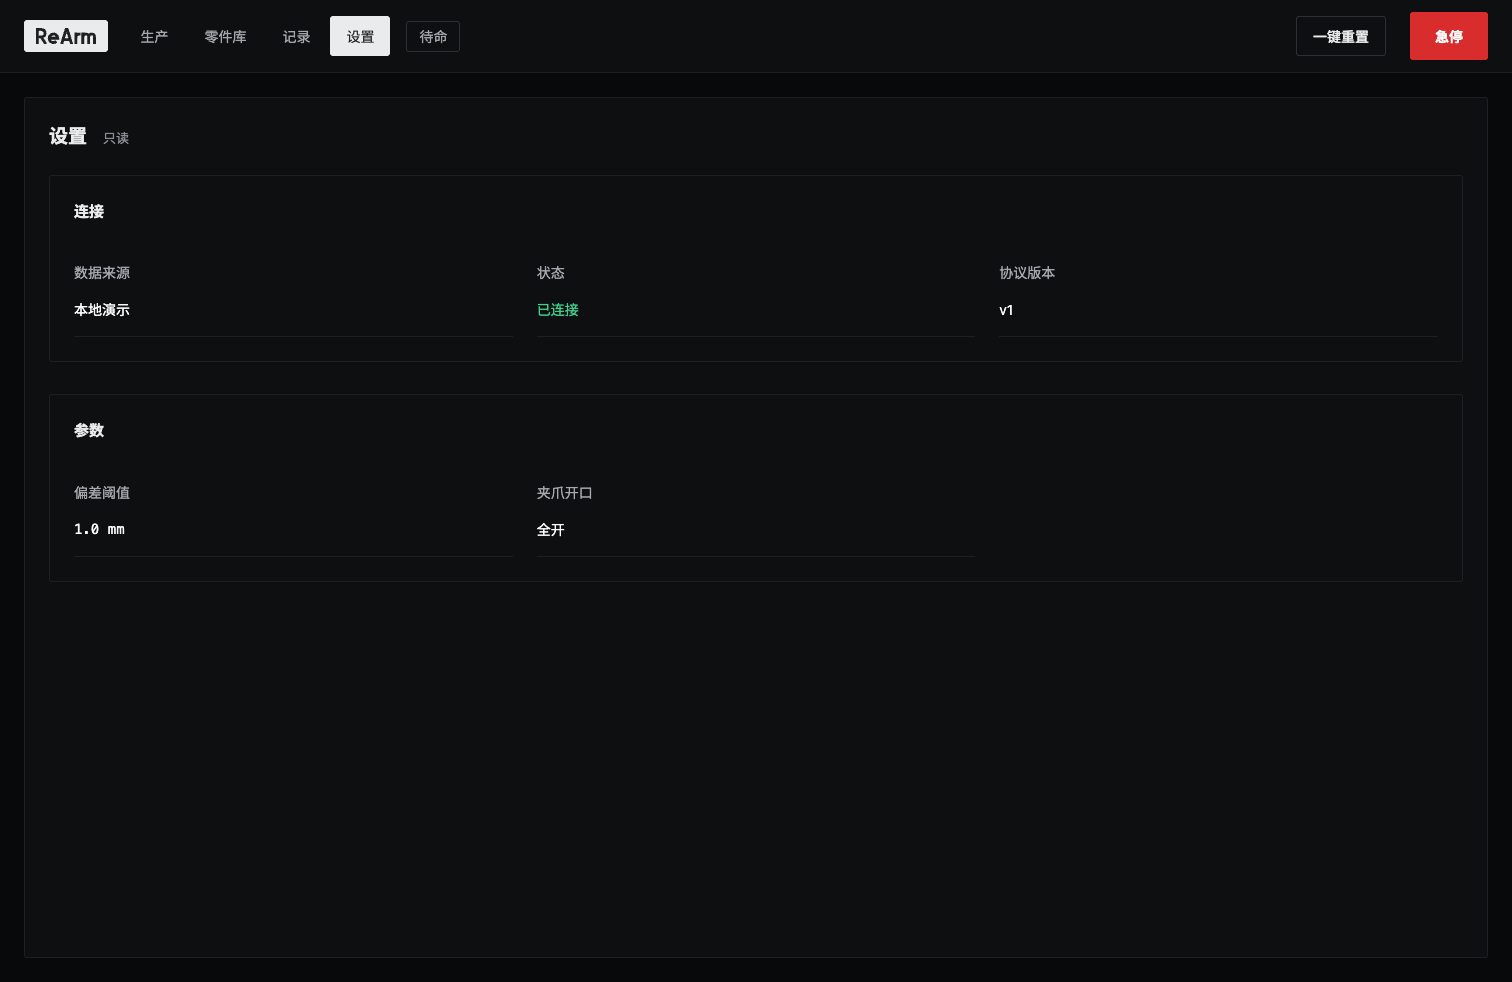 ReArm 生产 零件库 记录 设置 待命 一键重置 急停
设置 只读
连接
数据来源 状态 协议版本
本地演示 已连接 v1
参数
偏差阈值 夹爪开口
1.0 mm 全开